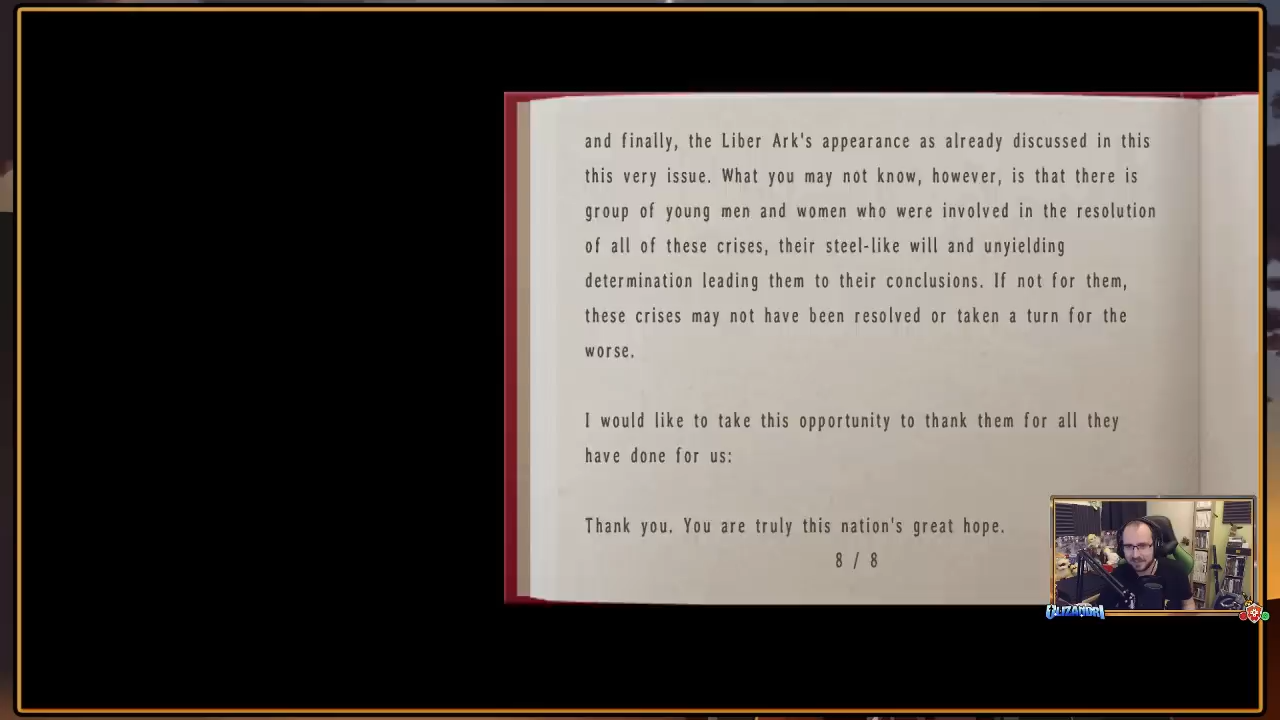 and finally, the Liber Ark's appearance as already discussed in this
this very issue. What you may not know, however, is that there is
group of young men and women who were involved in the resolution
of all of these crises, their steel-like will and unyielding
determination leading them to their conclusions. If not for them,
these crises may not have been resolved or taken a turn for the
worse.
I would like to take this opportunity to thank them for all they
have done for us:
Thank you. You are truly this nation's great hope.
8 / 8